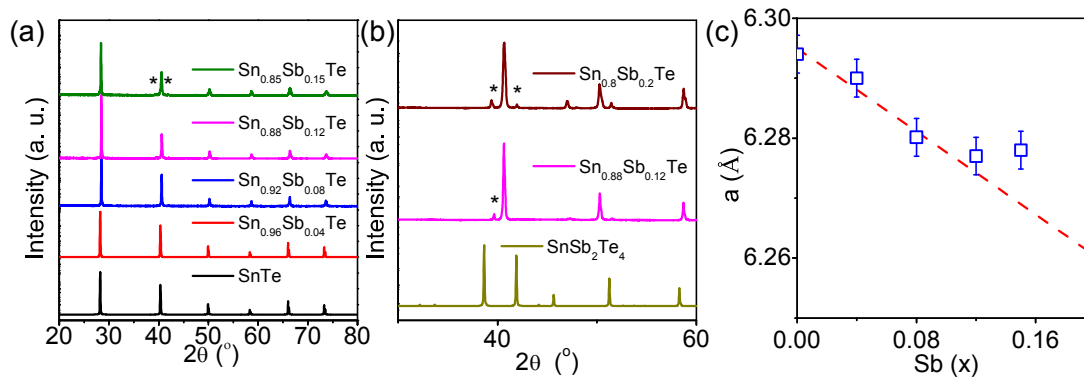 (a)
Intensity (a. u.)
* *
Sn0.85Sb0.15Te
Sn0.88Sb0.12Te
Sn0.92Sb0.08Te
Sn0.96Sb0.04Te
SnTe
20 30 40 50 60 70 80
2θ (°)
(b)
Intensity (a. u.)
Sn0.8Sb0.2Te
* *
Sn0.88Sb0.12Te
*
SnSb2Te4
40 60
2θ (°)
(c)
a (Å)
6.30
6.28
6.26
0.00 0.08 0.16
Sb (x)